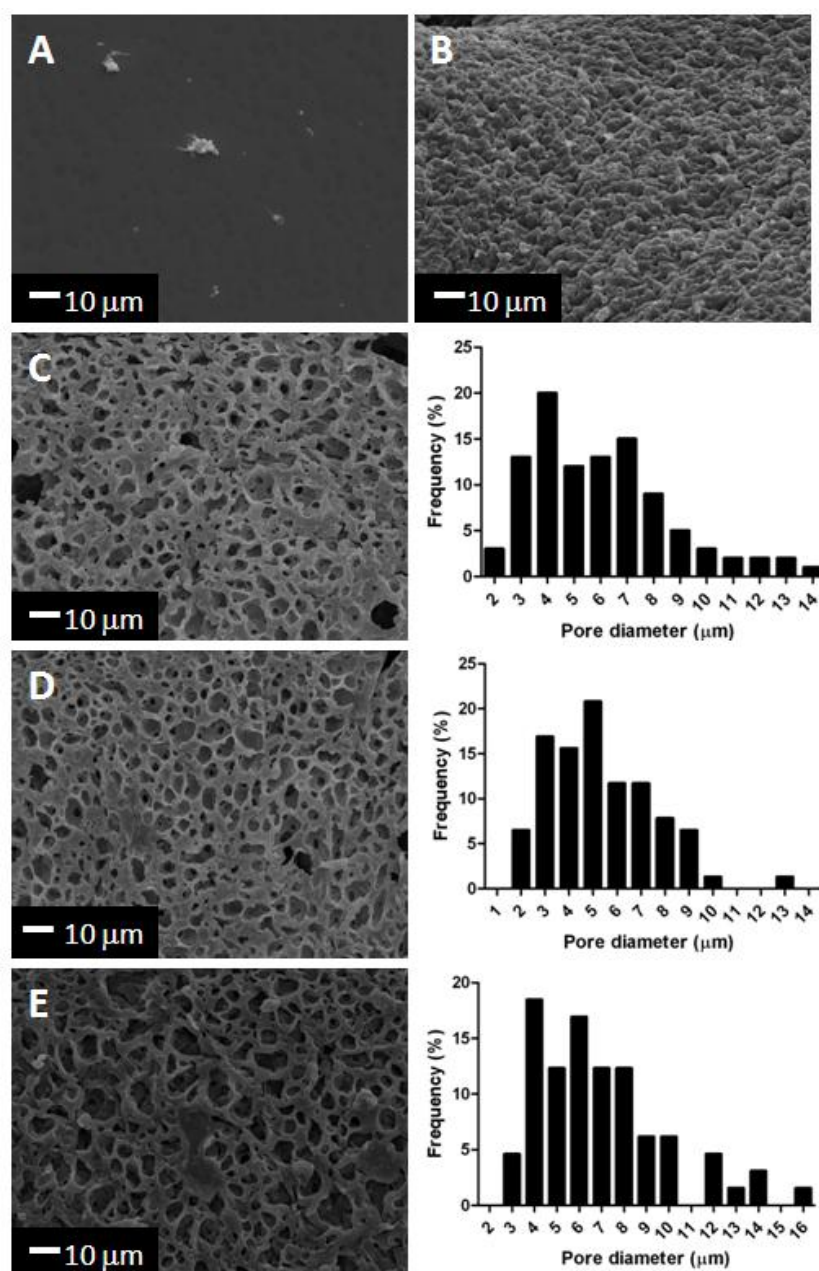 A
10 µm
B
10 µm
C
10 µm
25
20
15
10
5
0
Frequency (%)
2 3 4 5 6 7 8 9 10 11 12 13 14
Pore diameter (µm)
D
10 µm
25
20
15
10
5
0
Frequency (%)
1 2 3 4 5 6 7 8 9 10 11 12 13 14
Pore diameter (µm)
E
10 µm
20
15
10
5
0
Frequency (%)
2 3 4 5 6 7 8 9 10 11 12 13 14 15 16
Pore diameter (µm)